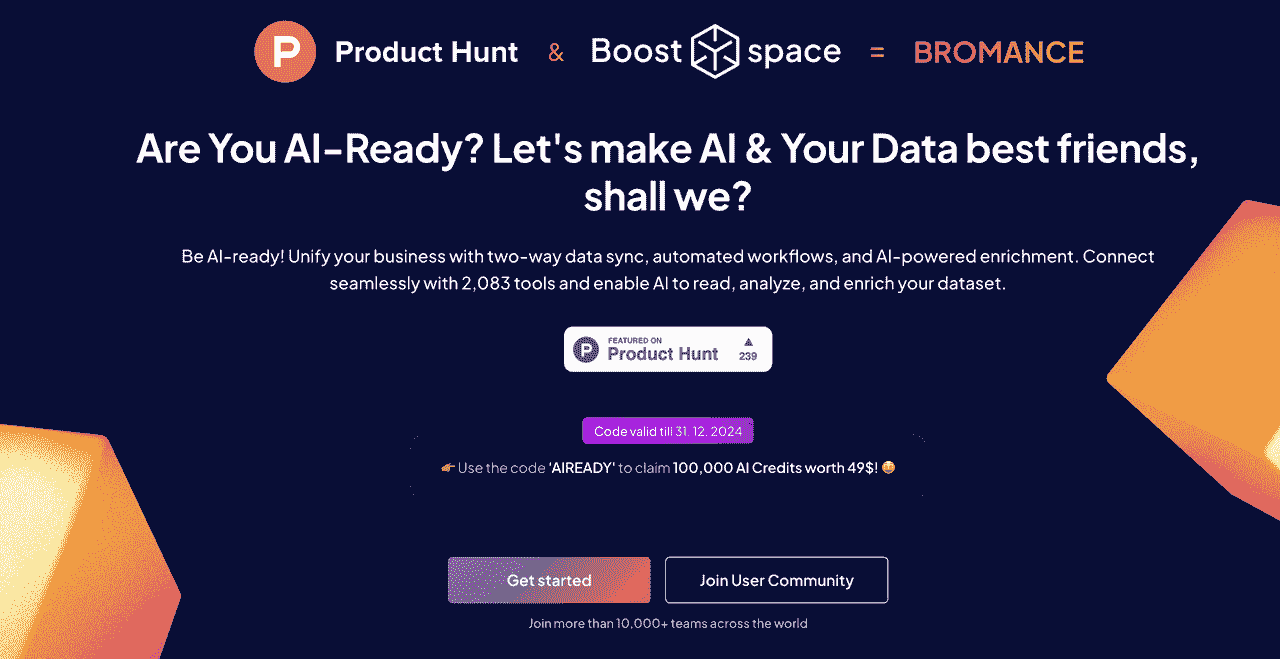 Product Hunt & Boost space = BROMANCE
Are You AI-Ready? Let's make AI & Your Data best friends,
shall we?
Be AI-ready! Unify your business with two-way data sync, automated workflows, and AI-powered enrichment. Connect
seamlessly with 2,083 tools and enable AI to read, analyze, and enrich your dataset.
FEATURED ON
Product Hunt
▲ 239
Code valid till 31. 12. 2024
👉 Use the code 'AIREADY' to claim 100,000 AI Credits worth 49$! 🤩
Get started
Join User Community
Join more than 10,000+ teams across the world